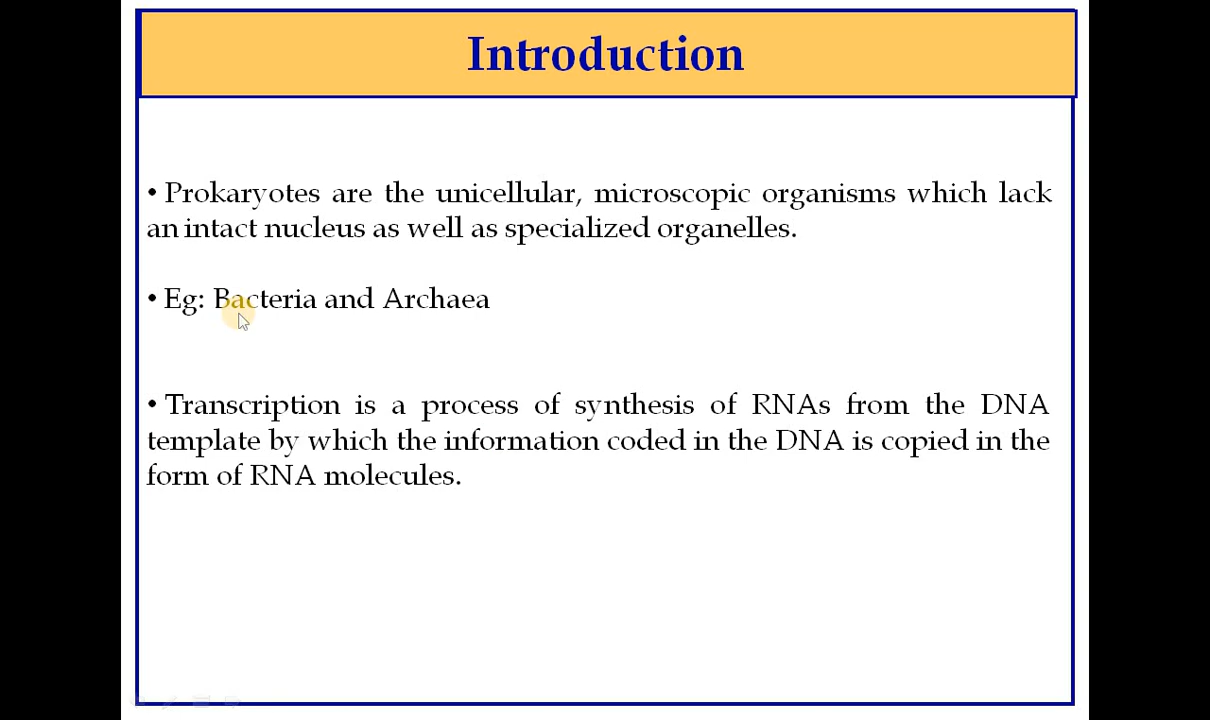 Introduction
• Prokaryotes are the unicellular, microscopic organisms which lack
an intact nucleus as well as specialized organelles.
• Eg: Bacteria and Archaea
• Transcription is a process of synthesis of RNAs from the DNA
template by which the information coded in the DNA is copied in the
form of RNA molecules.